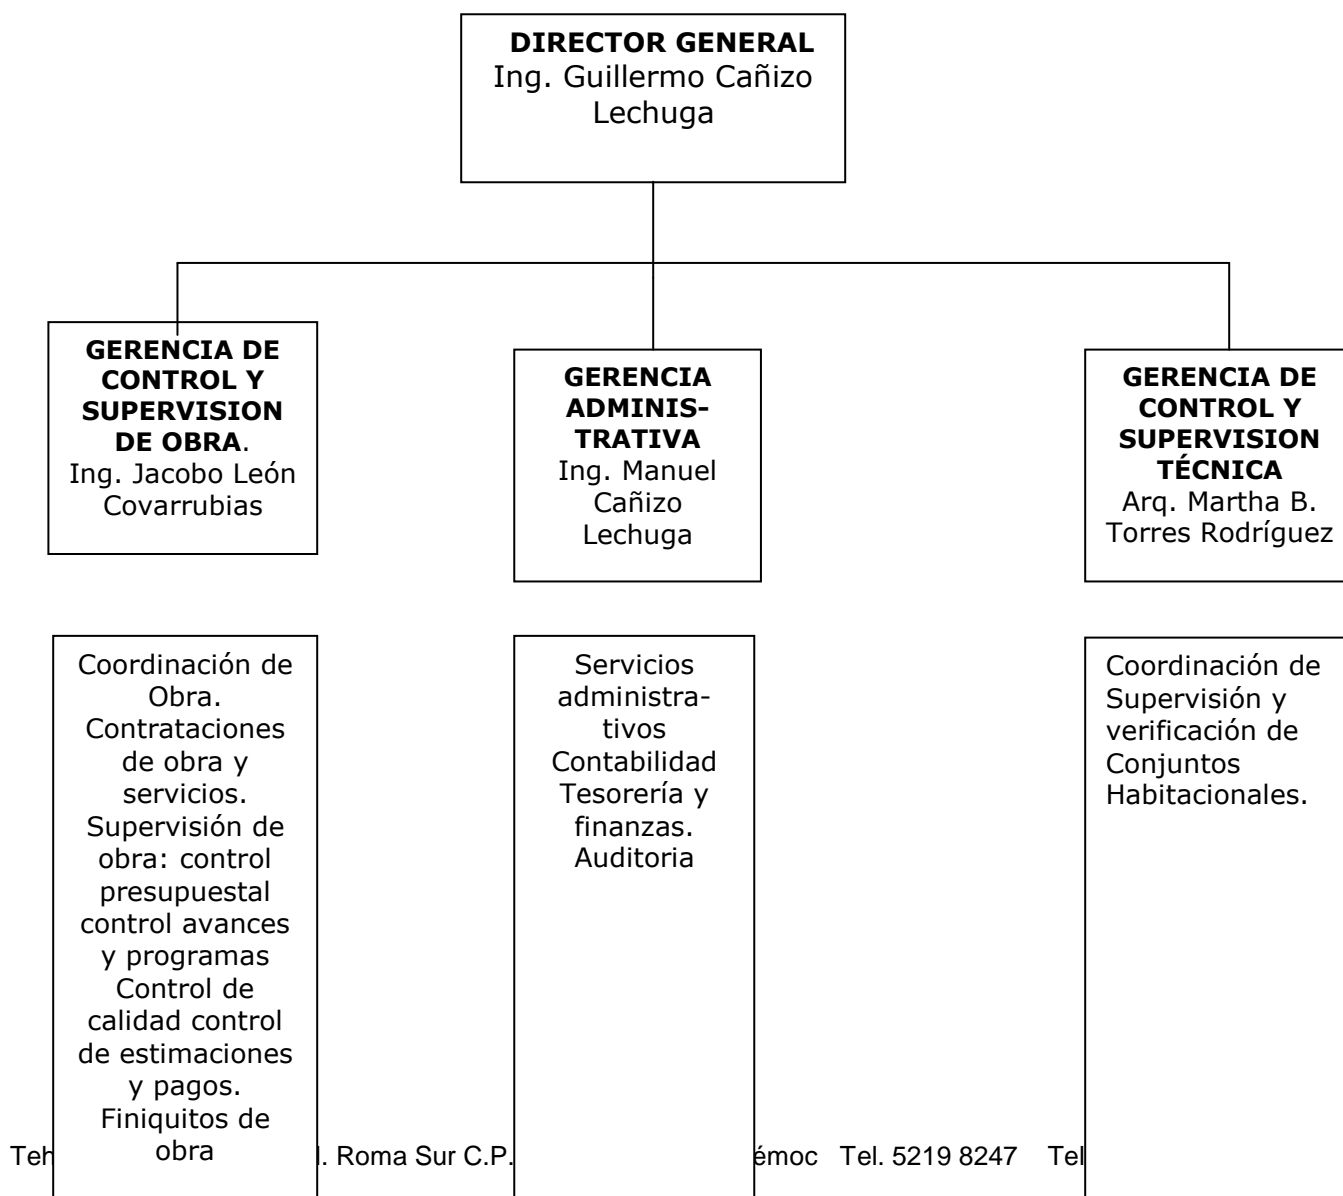 DIRECTOR GENERAL
Ing. Guillermo Cañizo
Lechuga
GERENCIA DE
CONTROL Y
SUPERVISION
DE OBRA.
Ing. Jacobo León
Covarrubias
GERENCIA
ADMINIS-
TRATIVA
Ing. Manuel
Cañizo
Lechuga
GERENCIA DE
CONTROL Y
SUPERVISION
TÉCNICA
Arq. Martha B.
Torres Rodríguez
Coordinación de
Obra.
Contrataciones
de obra y
servicios.
Supervisión de
obra: control
presupuestal
control avances
y programas
Control de
calidad control
de estimaciones
y pagos.
Finiquitos de
obra
Servicios
administra-
tivos
Contabilidad
Tesorería y
finanzas.
Auditoria
Coordinación de
Supervisión y
verificación de
Conjuntos
Habitacionales.
Roma Sur C.P. Tel. 5219 8247 Tel